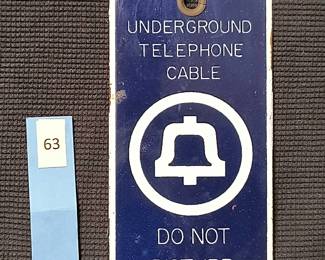 UNDERGROUND
TELEPHONE
CABLE
63
DO NOT